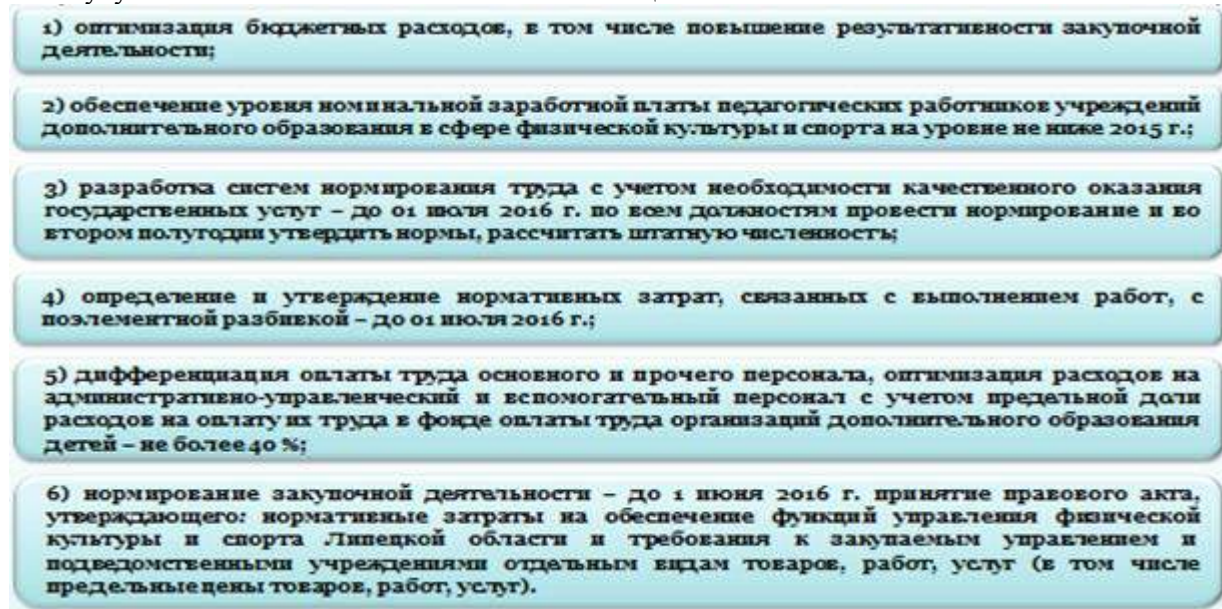 1) оптимизация бюджетных расходов, в том числе повышение результативности закупочной
деятельности;
2) обеспечение уровня номинальной заработной платы педагогических работников учреждений
дополнительного образования в сфере физической культуры и спорта на уровне не ниже 2015 г.;
3) разработка систем нормирования труда с учетом необходимости качественного оказания
государственных услуг – до 01 июля 2016 г. по всем должностям провести нормирование и во
втором полугодии утвердить нормы, рассчитать штатную численность;
4) определение и утверждение нормативных затрат, связанных с выполнением работ, с
поэлементной разбивкой – до 01 июля 2016 г.;
5) дифференциация оплаты труда основного и прочего персонала, оптимизация расходов на
административно-управленческий и вспомогательный персонал с учетом предельной доли
расходов на оплату их труда в фонде оплаты труда организаций дополнительного образования
детей – не более 40 %;
6) нормирование закупочной деятельности – до 1 июня 2016 г. принятие правового акта,
утверждающего: нормативные затраты на обеспечение функций управления физической
культуры и спорта Липецкой области и требования к закупаемым управлением и
подведомственными учреждениями отдельным видам товаров, работ, услуг (в том числе
предельные цены товаров, работ, услуг).